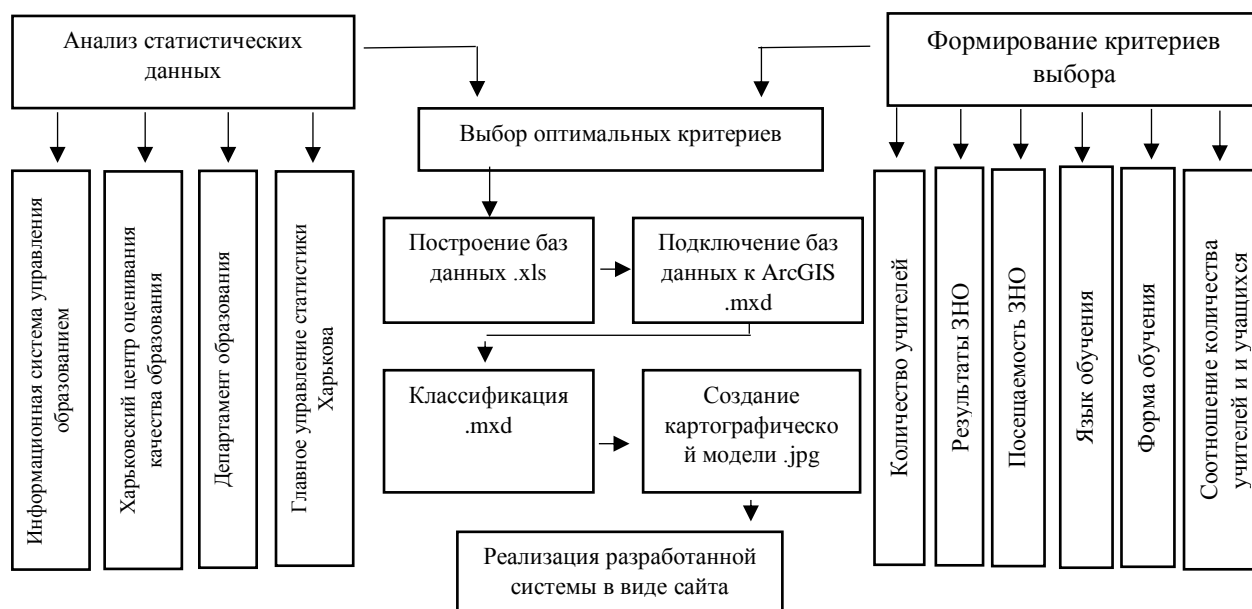 Анализ статистических
данных
Формирование критериев
выбора
Выбор оптимальных критериев
Построение баз
данных .xls
Подключение баз
данных к ArcGIS
.mxd
Классификация
.mxd
Создание
картографическо
й модели .jpg
Реализация разработанной
системы в виде сайта
Информационная система управления
образованием
Харьковский центр оценивания
качества образования
Департамент образования
Главное управление статистики
Харькова
Количество учителей
Результаты ЗНО
Посещаемость ЗНО
Язык обучения
Форма обучения
Соотношение количества
учителей и и учащихся